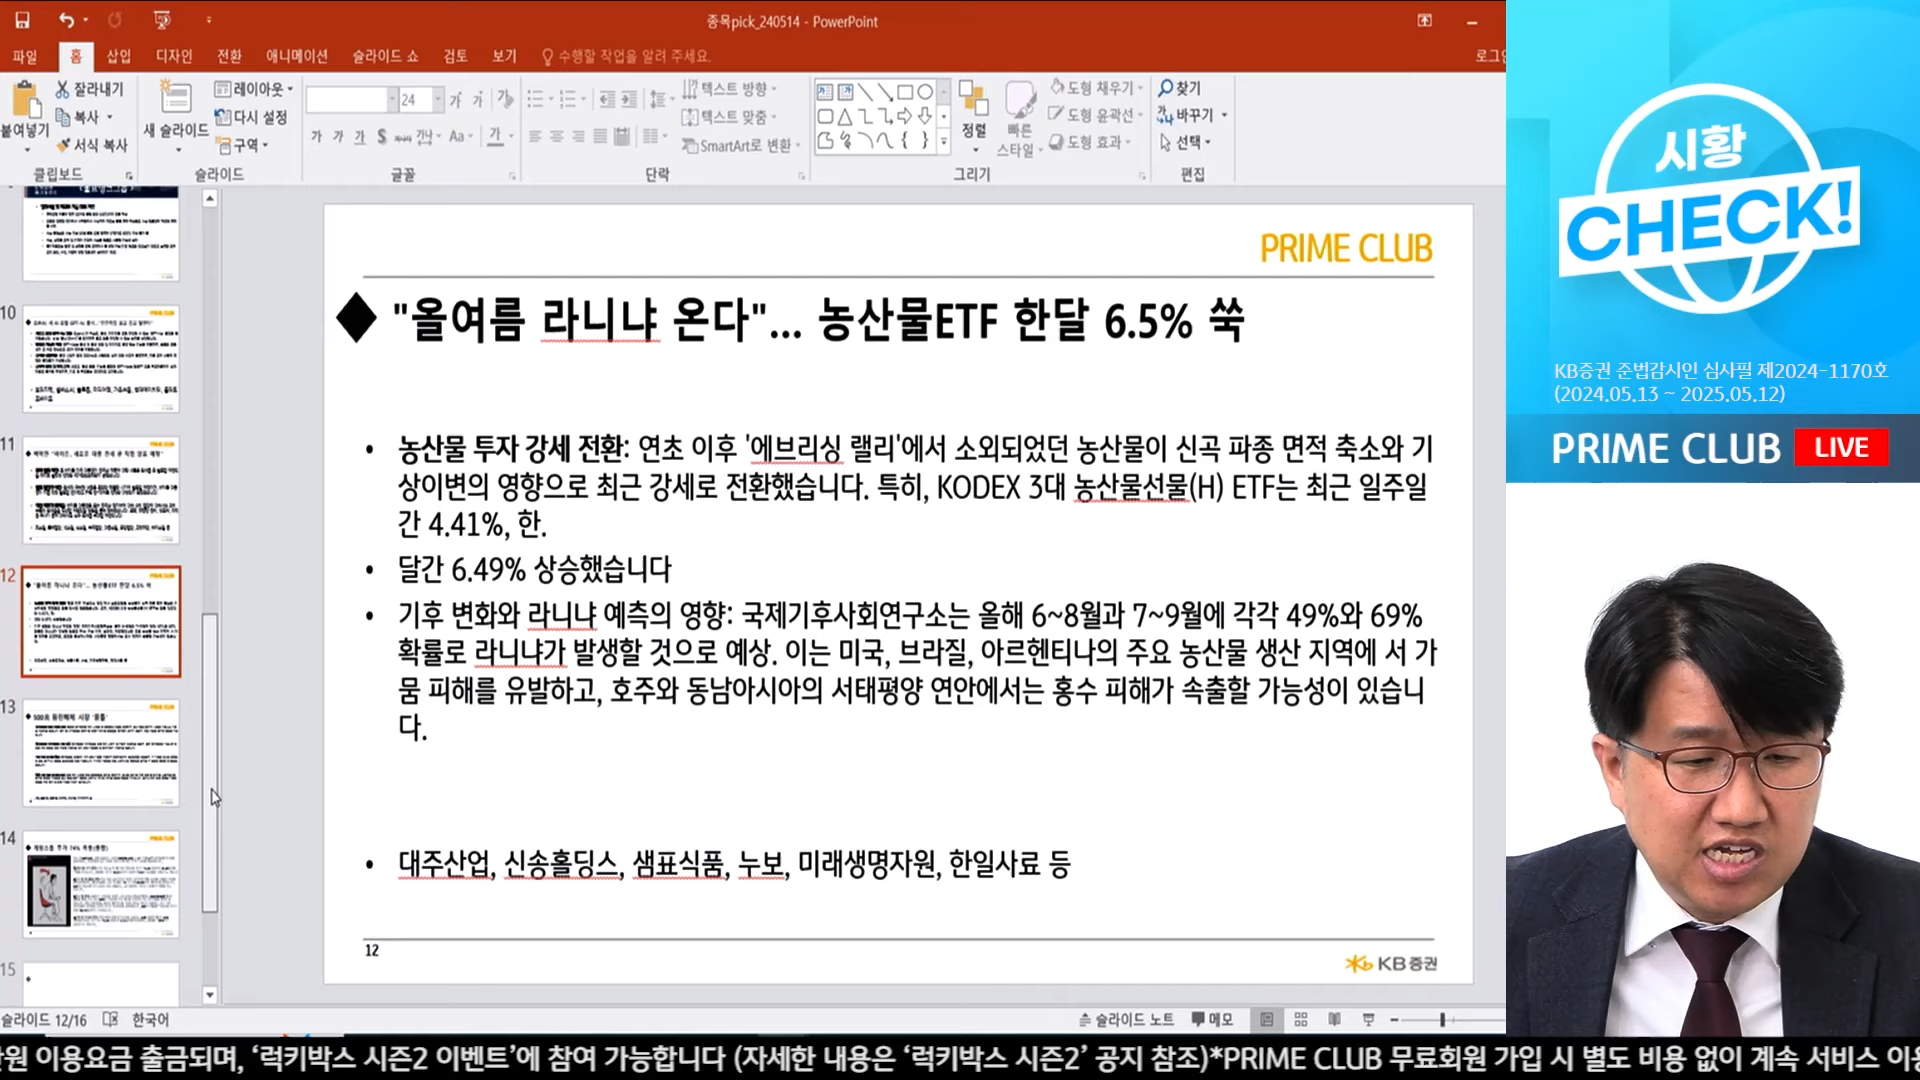 종목pick_240514 - PowerPoint
파일 홈 삽입 디자인 전환 애니메이션 슬라이드 쇼 검토 보기 수행할 작업을 알려 주세요. 로그인
붙여넣기 잘라내기 복사 서식 복사 클립보드
새 슬라이드 레이아웃 다시 설정 구역 슬라이드
24
글꼴
텍스트 방향 텍스트 맞춤 SmartArt로 변환 단락
정렬 빠른 스타일 도형 채우기 도형 윤곽선 도형 효과 그리기
찾기 바꾸기 선택 편집
10
11
12
13
14
15
PRIME CLUB
"올여름 라니냐 온다"... 농산물ETF 한달 6.5% 쑥
• 농산물 투자 강세 전환: 연초 이후 '에브리싱 랠리'에서 소외되었던 농산물이 신곡 파종 면적 축소와 기
상이변의 영향으로 최근 강세로 전환했습니다. 특히, KODEX 3대 농산물선물(H) ETF는 최근 일주일
간 4.41%, 한.
• 달간 6.49% 상승했습니다
• 기후 변화와 라니냐 예측의 영향: 국제기후사회연구소는 올해 6~8월과 7~9월에 각각 49%와 69%
확률로 라니냐가 발생할 것으로 예상. 이는 미국, 브라질, 아르헨티나의 주요 농산물 생산 지역에 서 가
뭄 피해를 유발하고, 호주와 동남아시아의 서태평양 연안에서는 홍수 피해가 속출할 가능성이 있습니
다.
• 대주산업, 신송홀딩스, 샘표식품, 누보, 미래생명자원, 한일사료 등
12
KB증권
슬라이드 12/16 한국어 슬라이드 노트 메모
시황
CHECK!
KB증권 준법감시인 심사필 제2024-1170호
(2024.05.13 ~ 2025.05.12)
PRIME CLUB LIVE
만원 이용요금 출금되며, ‘럭키박스 시즌2 이벤트’에 참여 가능합니다 (자세한 내용은 ‘럭키박스 시즌2’ 공지 참조)*PRIME CLUB 무료회원 가입 시 별도 비용 없이 계속 서비스 이용